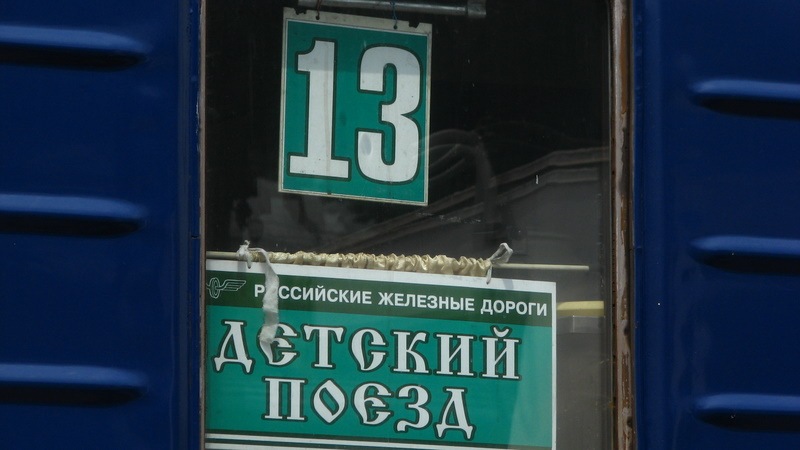 13
РОССИЙСКИЕ ЖЕЛЕЗНЫЕ ДОРОГИ
ДЕТСКИЙ
ПОЕЗД